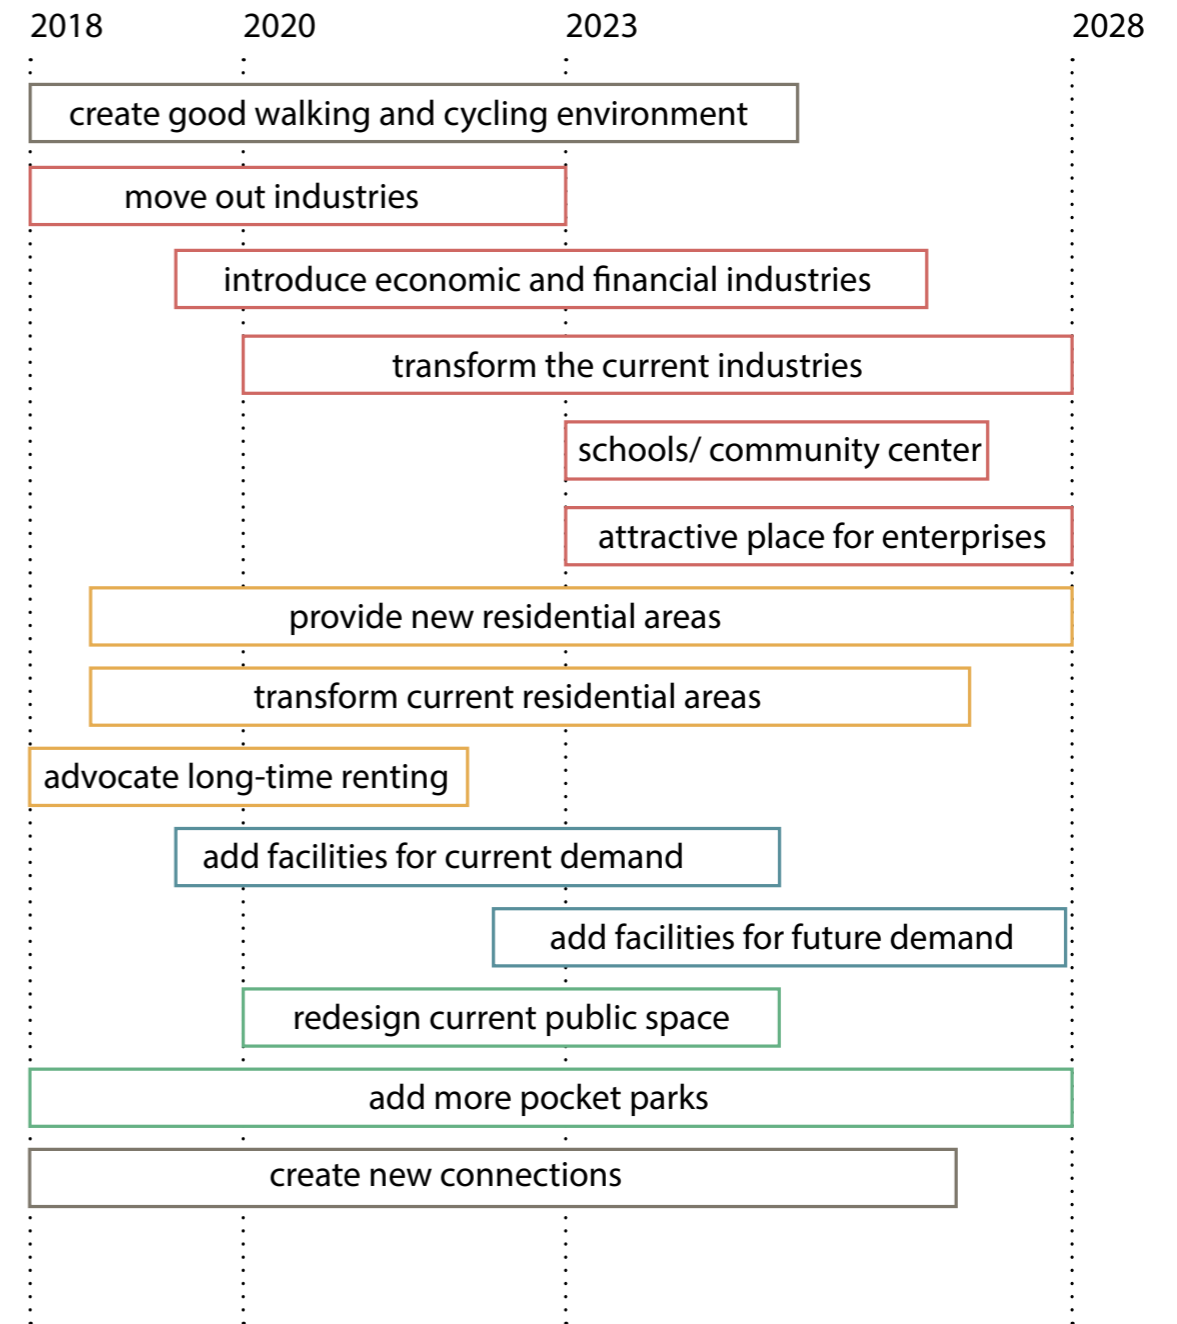 2018 2020 2023 2028
create good walking and cycling environment
move out industries
introduce economic and financial industries
transform the current industries
schools/ community center
attractive place for enterprises
provide new residential areas
transform current residential areas
advocate long-time renting
add facilities for current demand
add facilities for future demand
redesign current public space
add more pocket parks
create new connections